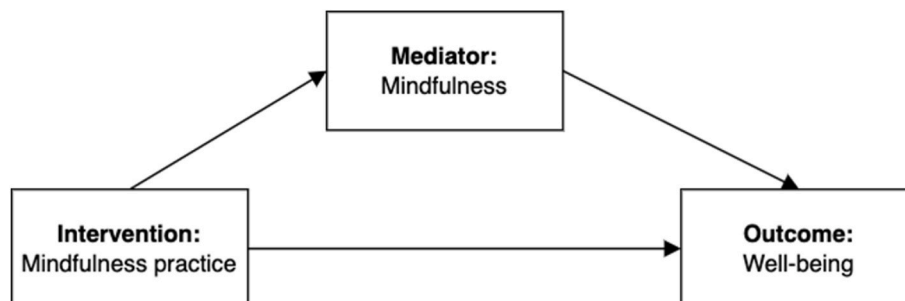 Mediator:
Mindfulness
Intervention:
Mindfulness practice
Outcome:
Well-being